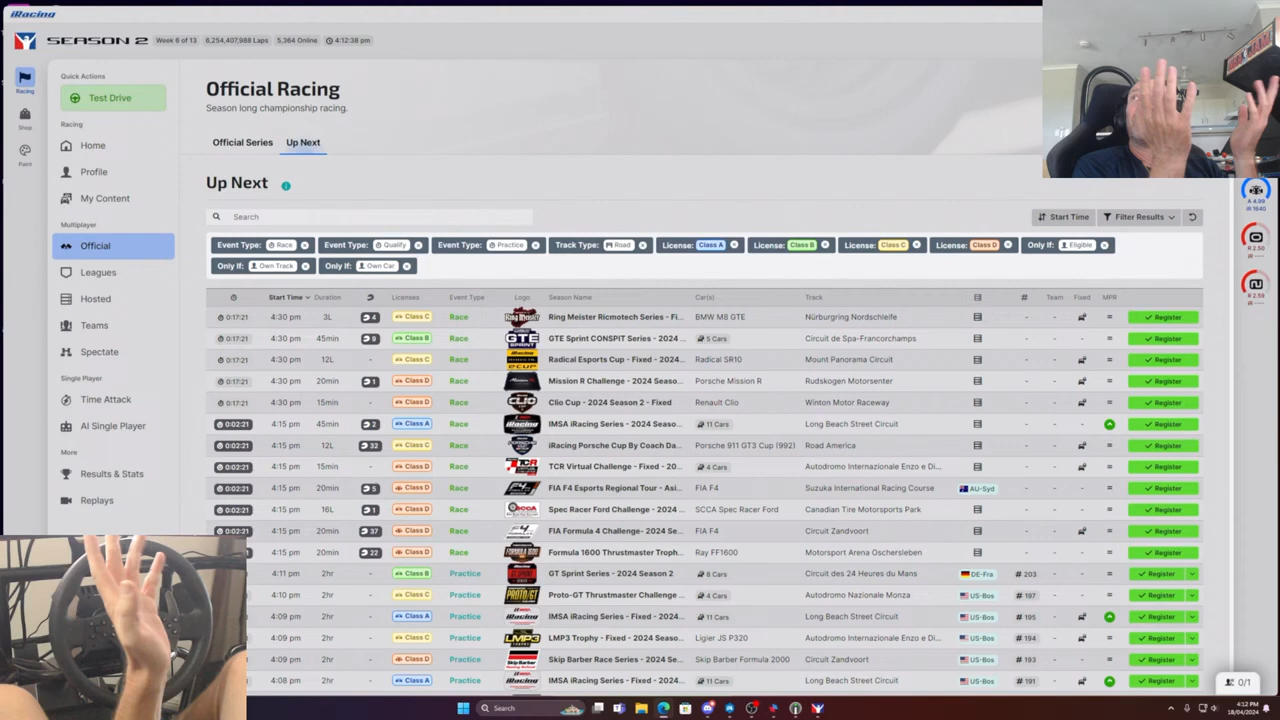 iRacing
SEASON 2 Week 6 of 13 6,254,407,988 Laps 5,364 Online 4:12:38 pm
Racing
Shop
Paint
Quick Actions
Test Drive
Racing
Home
Profile
My Content
Multiplayer
Official
Leagues
Hosted
Teams
Spectate
Single Player
Time Attack
AI Single Player
More
Results & Stats
Replays
Official Racing
Season long championship racing.
Official Series Up Next
Up Next
Search Start Time Filter Results
Event Type: Race Event Type: Qualify Event Type: Practice Track Type: Road License: Class A License: Class B License: Class C License: Class D Only If: Eligible
Only If: Own Track Only If: Own Car
A 4.99
iR 1640
R 2.50
iR ----
R 2.59
iR ----
Start Time Duration Licenses Event Type Logo Season Name Car(s) Track # Team Fixed MPR
0:17:21 4:30 pm 3L 4 Class C Race Ring Meister Ricmotech Series - Fi... BMW M8 GTE Nürburgring Nordschleife - - = Register
0:17:21 4:30 pm 45min 9 Class B Race GTE Sprint CONSPIT Series - 2024 ... 5 Cars Circuit de Spa-Francorchamps - - = Register
0:17:21 4:30 pm 12L - Class C Race Radical Esports Cup - Fixed - 2024... Radical SR10 Mount Panorama Circuit - - = Register
0:17:21 4:30 pm 20min 1 Class D Race Mission R Challenge - 2024 Seaso... Porsche Mission R Rudskogen Motorsenter - - = Register
0:17:21 4:30 pm 15min - Class D Race Clio Cup - 2024 Season 2 - Fixed Renault Clio Winton Motor Raceway - - = Register
0:02:21 4:15 pm 45min 2 Class A Race IMSA iRacing Series - 2024 Seaso... 11 Cars Long Beach Street Circuit - - Register
0:02:21 4:15 pm 12L 32 Class C Race iRacing Porsche Cup By Coach Da... Porsche 911 GT3 Cup (992) Road America - - = Register
0:02:21 4:15 pm 15min - Class D Race TCR Virtual Challenge - Fixed - 20... 4 Cars Autodromo Internazionale Enzo e Di... - - = Register
0:02:21 4:15 pm 20min 5 Class D Race FIA F4 Esports Regional Tour - Asi... FIA F4 Suzuka International Racing Course AU-Syd - - = Register
0:02:21 4:15 pm 16L 1 Class D Race Spec Racer Ford Challenge - 2024... SCCA Spec Racer Ford Canadian Tire Motorsports Park - - = Register
0:02:21 4:15 pm 20min 37 Class D Race FIA Formula 4 Challenge- 2024 Se... FIA F4 Circuit Zandvoort - - = Register
4:15 pm 20min 22 Class D Race Formula 1600 Thrustmaster Troph... Ray FF1600 Motorsport Arena Oschersleben - - = Register
4:11 pm 2hr - Class B Practice GT Sprint Series - 2024 Season 2 8 Cars Circuit des 24 Heures du Mans DE-Fra # 203 - = Register
4:10 pm 2hr - Class C Practice Proto-GT Thrustmaster Challenge ... 4 Cars Autodromo Nazionale Monza US-Bos # 197 - = Register
4:09 pm 2hr - Class A Practice IMSA iRacing Series - 2024 Seaso... 11 Cars Long Beach Street Circuit US-Bos # 195 - Register
4:09 pm 2hr - Class C Practice LMP3 Trophy - Fixed - 2024 Seaso... Ligier JS P320 Autodromo Internazionale Enzo e Di... US-Bos # 194 - = Register
4:09 pm 2hr - Class D Practice Skip Barber Race Series - 2024 Se... Skip Barber Formula 2000 Circuit Zandvoort US-Bos # 193 - = Register
4:08 pm 2hr - Class A Practice IMSA iRacing Series - 2024 Seaso... 11 Cars Long Beach Street Circuit US-Bos # 191 - Register
0/1
Search
4:12 PM
18/04/2024